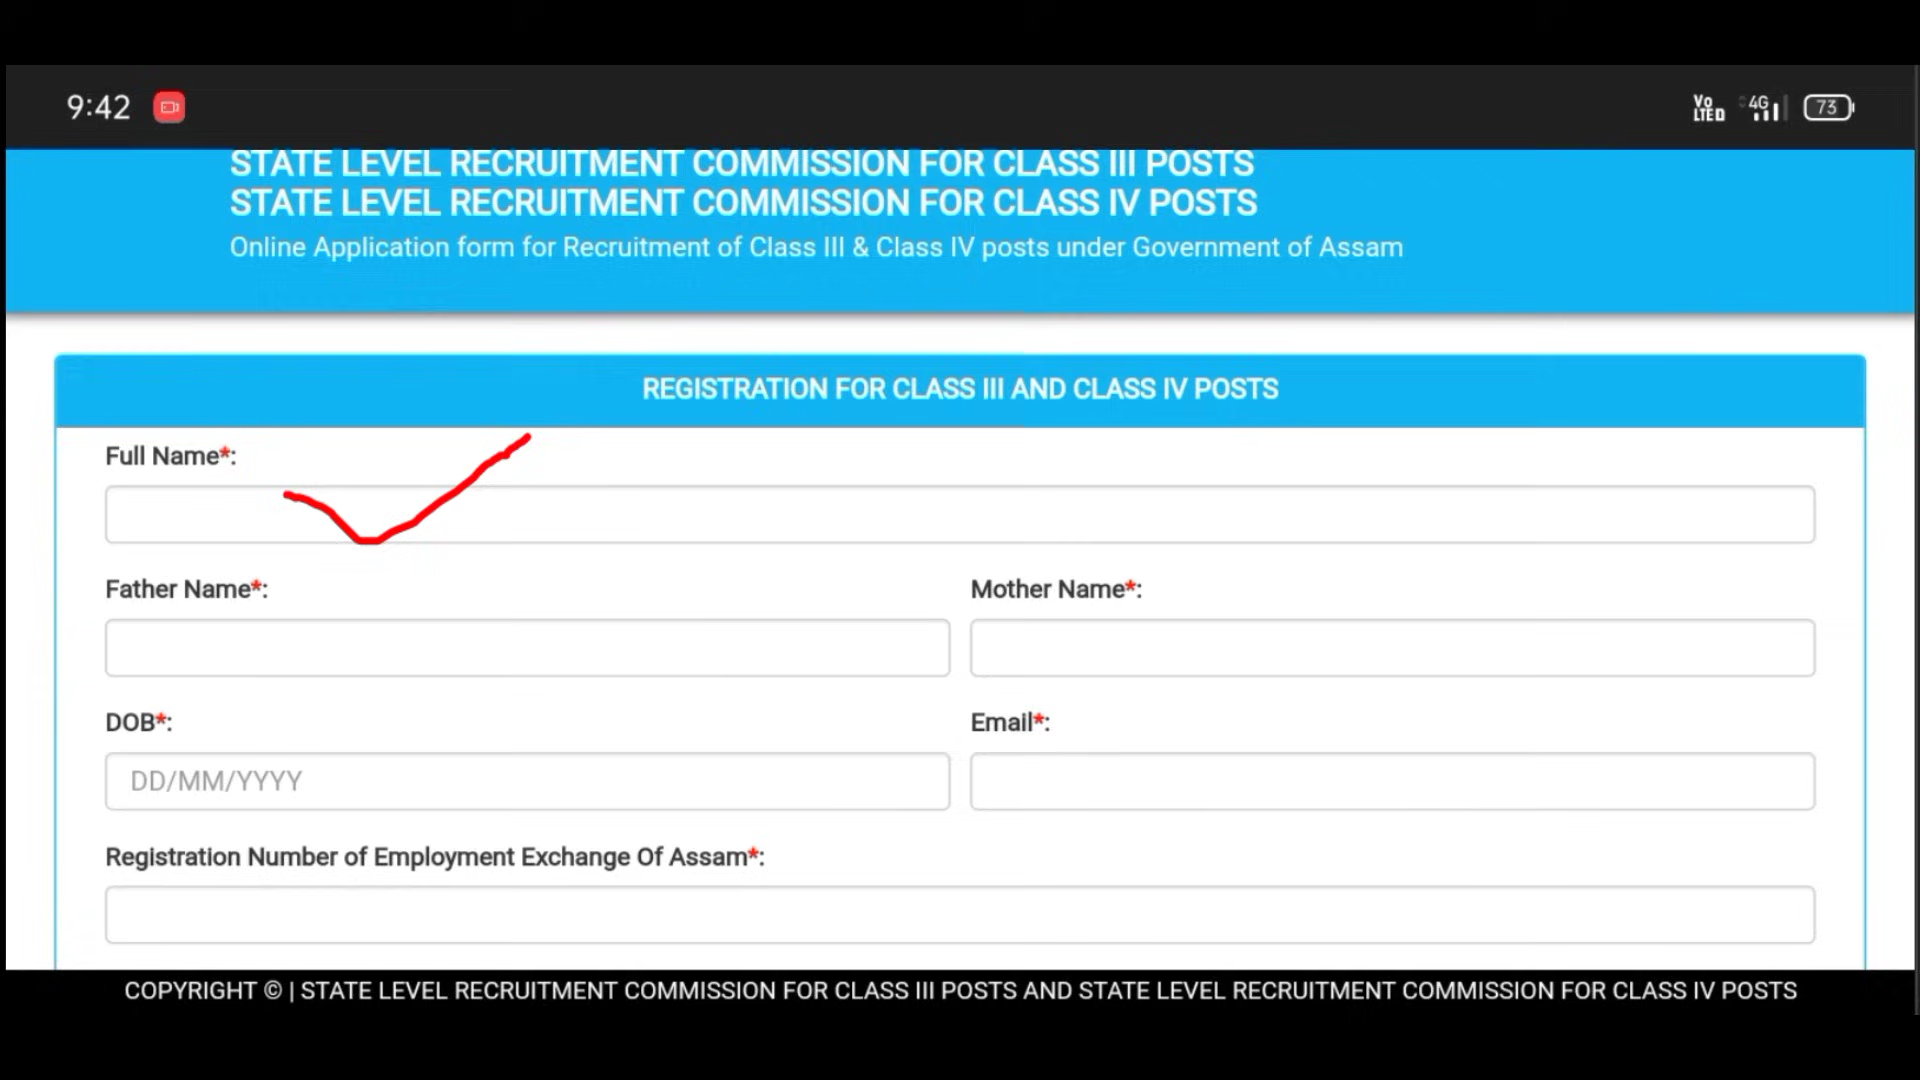 9:42
Vo LTE D 4G 73
STATE LEVEL RECRUITMENT COMMISSION FOR CLASS III POSTS
STATE LEVEL RECRUITMENT COMMISSION FOR CLASS IV POSTS
Online Application form for Recruitment of Class III & Class IV posts under Government of Assam
REGISTRATION FOR CLASS III AND CLASS IV POSTS
Full Name*:
Father Name*: Mother Name*:
DOB*: Email*:
DD/MM/YYYY
Registration Number of Employment Exchange Of Assam*:
COPYRIGHT © | STATE LEVEL RECRUITMENT COMMISSION FOR CLASS III POSTS AND STATE LEVEL RECRUITMENT COMMISSION FOR CLASS IV POSTS